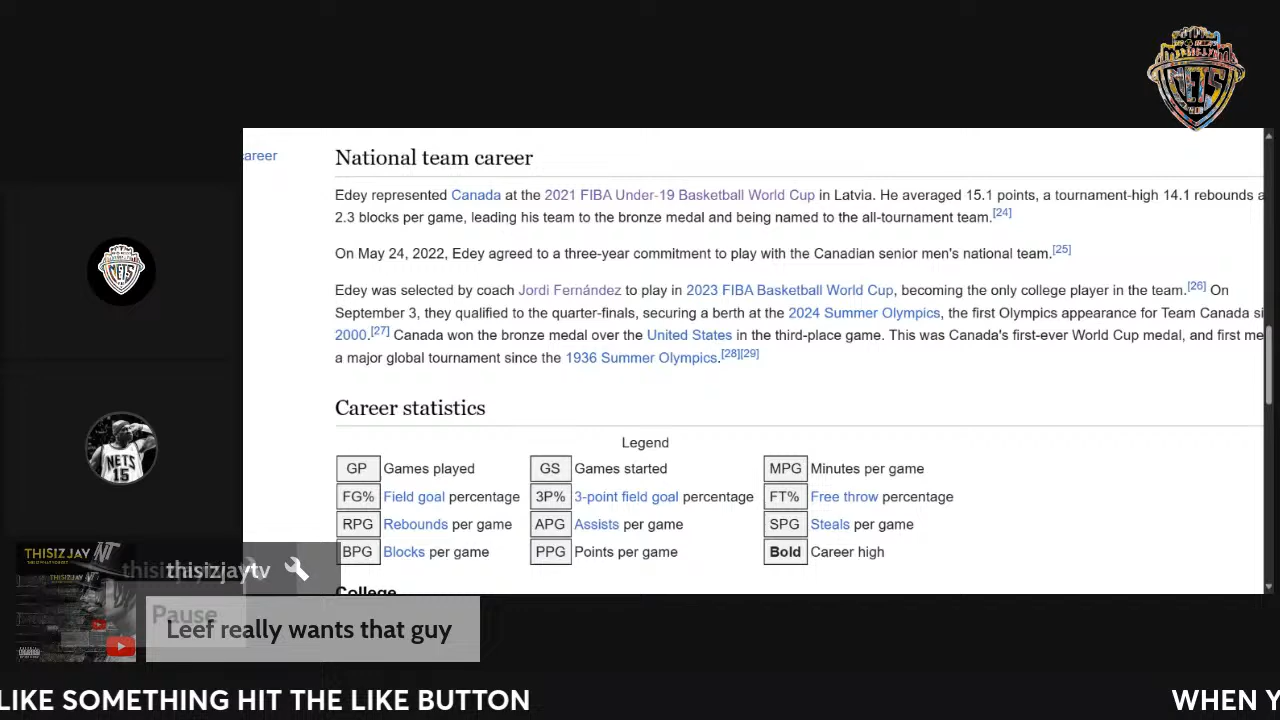 career
National team career
Edey represented Canada at the 2021 FIBA Under-19 Basketball World Cup in Latvia. He averaged 15.1 points, a tournament-high 14.1 rebounds a
2.3 blocks per game, leading his team to the bronze medal and being named to the all-tournament team.[24]
On May 24, 2022, Edey agreed to a three-year commitment to play with the Canadian senior men's national team.[25]
Edey was selected by coach Jordi Fernández to play in 2023 FIBA Basketball World Cup, becoming the only college player in the team.[26] On
September 3, they qualified to the quarter-finals, securing a berth at the 2024 Summer Olympics, the first Olympics appearance for Team Canada si
2000.[27] Canada won the bronze medal over the United States in the third-place game. This was Canada's first-ever World Cup medal, and first me
a major global tournament since the 1936 Summer Olympics.[28][29]
Career statistics
Legend
GP Games played GS Games started MPG Minutes per game
FG% Field goal percentage 3P% 3-point field goal percentage FT% Free throw percentage
RPG Rebounds per game APG Assists per game SPG Steals per game
BPG Blocks per game PPG Points per game Bold Career high
College
NETS
NETS
15
THISIZJAY NT
thisizjaytv
Pause
Leef really wants that guy
LIKE SOMETHING HIT THE LIKE BUTTON
WHEN Y